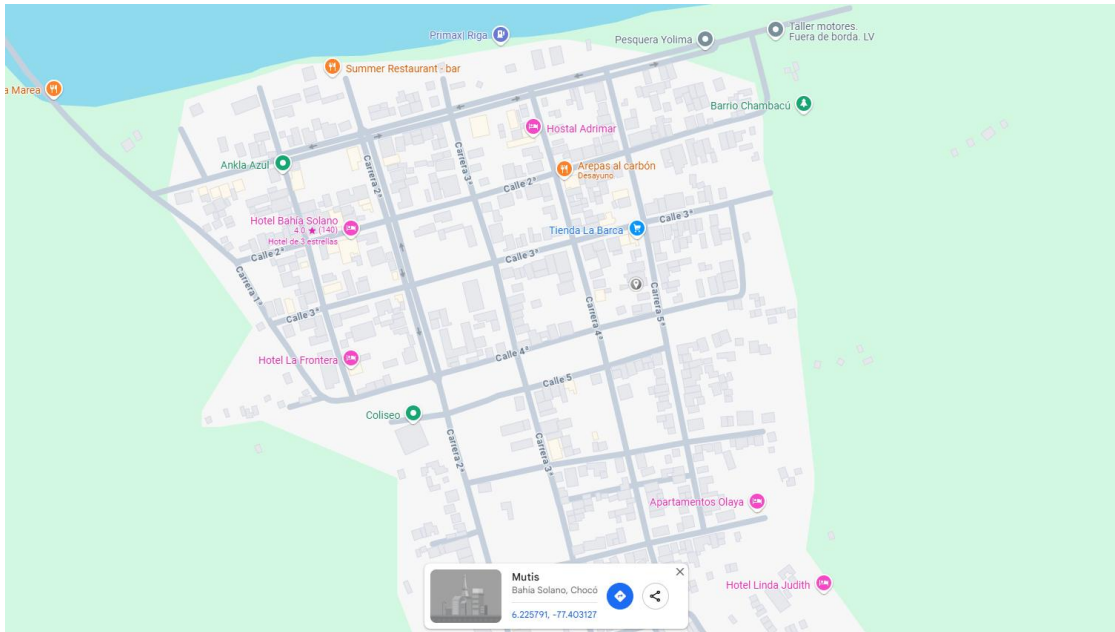 Primax| Riga
Pesquera Yolima
Taller motores.
Fuera de borda. LV
Summer Restaurant - bar
a Marea
Barrio Chambacú
Hostal Adrimar
Ankla Azul
Carrera 2ª
Carrera 3ª
Arepas al carbón
Desayuno
Calle 2ª
Hotel Bahía Solano
4.0 ★ (140)
Hotel de 3 estrellas
Calle 3ª
Tienda La Barca
Calle 2ª
Calle 3ª
Carrera 1ª
Carrera 4ª
Carrera 5ª
Calle 3ª
Hotel La Frontera
Calle 4ª
Calle 5
Coliseo
Carrera 2ª
Carrera 3ª
Apartamentos Olaya
Mutis
Bahía Solano, Chocó
6.225791, -77.403127
Hotel Linda Judith